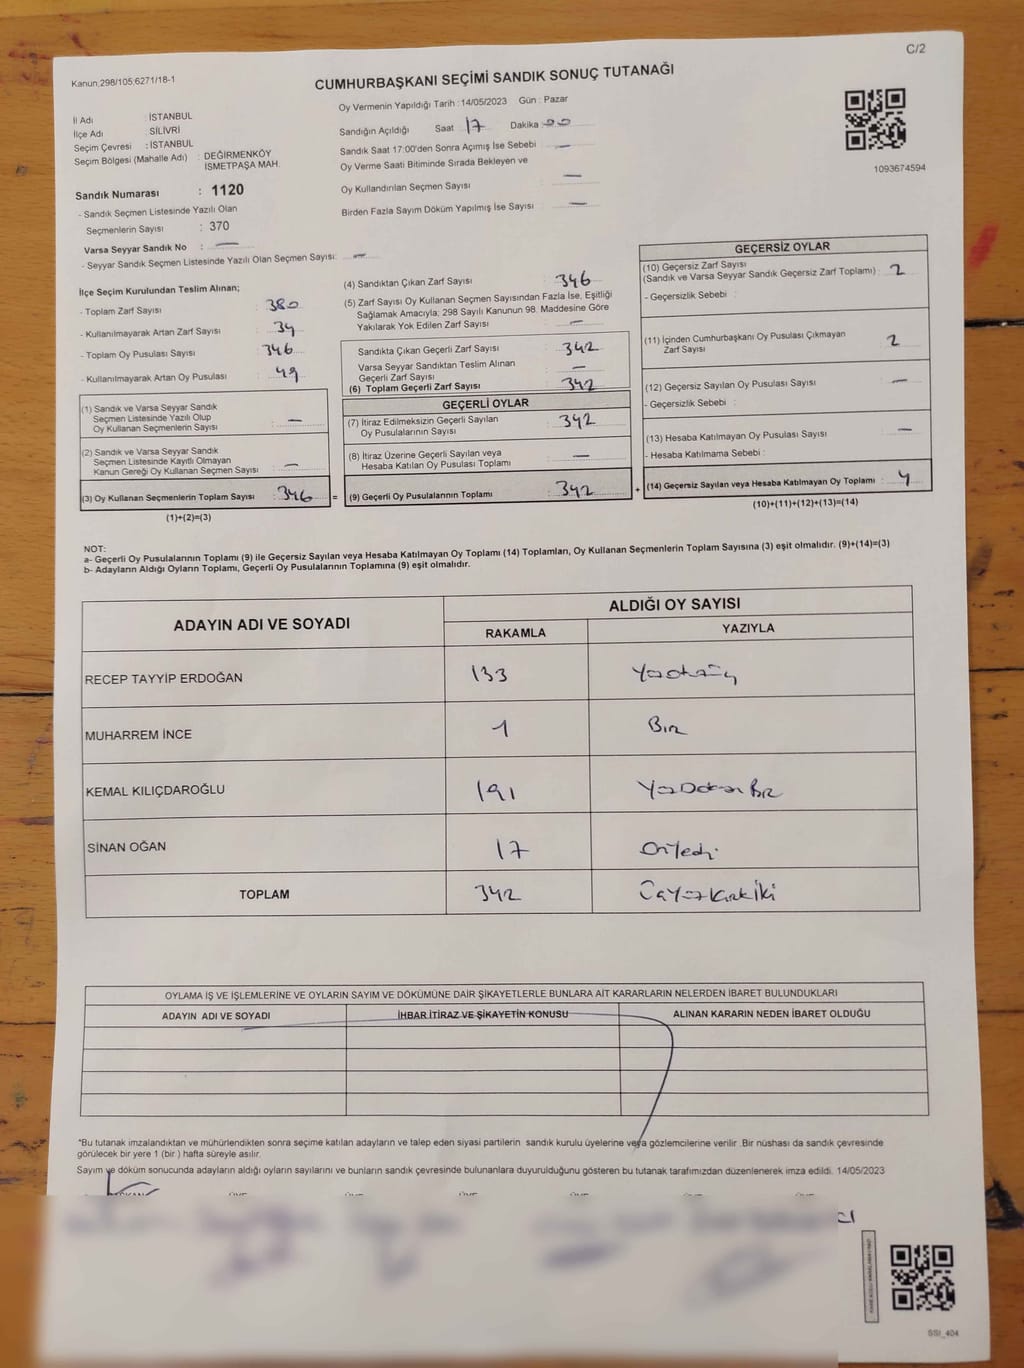 C/2
Kanun,298/105,6271/18-1
CUMHURBAŞKANI SEÇİMİ SANDIK SONUÇ TUTANAĞI
Oy Vermenin Yapıldığı Tarih : 14/05/2023 Gün : Pazar
İl Adı : İSTANBUL
İlçe Adı : SİLİVRİ
Seçim Çevresi : İSTANBUL
Seçim Bölgesi (Mahalle Adı) : DEĞİRMENKÖY İSMETPAŞA MAH.
Sandık Numarası : 1120
- Sandık Seçmen Listesinde Yazılı Olan
Seçmenlerin Sayısı : 370
Varsa Seyyar Sandık No : —
- Seyyar Sandık Seçmen Listesinde Yazılı Olan Seçmen Sayısı: —
Sandığın Açıldığı Saat 17 Dakika 00
Sandık Saat 17:00'den Sonra Açımış İse Sebebi : —
Oy Verme Saati Bitiminde Sırada Bekleyen ve
Oy Kullandırılan Seçmen Sayısı : —
Birden Fazla Sayım Döküm Yapılmış İse Sayısı : —
1093674594
İlçe Seçim Kurulundan Teslim Alınan;
- Toplam Zarf Sayısı : 380
- Kullanılmayarak Artan Zarf Sayısı : 34
- Toplam Oy Pusulası Sayısı : 346
- Kullanılmayarak Artan Oy Pusulası : 49
(1) Sandık ve Varsa Seyyar Sandık
Seçmen Listesinde Yazılı Olup
Oy Kullanan Seçmenlerin Sayısı : —
(2) Sandık ve Varsa Seyyar Sandık
Seçmen Listesinde Kayıtlı Olmayan
Kanun Gereği Oy Kullanan Seçmen Sayısı : —
(3) Oy Kullanan Seçmenlerin Toplam Sayısı : 346 =
(1)+(2)=(3)
(4) Sandıktan Çıkan Zarf Sayısı : 346
(5) Zarf Sayısı Oy Kullanan Seçmen Sayısından Fazla İse, Eşitliği
Sağlamak Amacıyla; 298 Sayılı Kanunun 98. Maddesine Göre
Yakılarak Yok Edilen Zarf Sayısı : —
Sandıkta Çıkan Geçerli Zarf Sayısı : 342
Varsa Seyyar Sandıktan Teslim Alınan
Geçerli Zarf Sayısı : —
(6) Toplam Geçerli Zarf Sayısı : 342
GEÇERLİ OYLAR
(7) İtiraz Edilmeksizin Geçerli Sayılan
Oy Pusulalarının Sayısı : 342
(8) İtiraz Üzerine Geçerli Sayılan veya
Hesaba Katılan Oy Pusulası Toplamı : —
(9) Geçerli Oy Pusulalarının Toplamı : 342 +
GEÇERSİZ OYLAR
(10) Geçersiz Zarf Sayısı
(Sandık ve Varsa Seyyar Sandık Geçersiz Zarf Toplamı) : 2
- Geçersizlik Sebebi :
(11) İçinden Cumhurbaşkanı Oy Pusulası Çıkmayan
Zarf Sayısı : 2
(12) Geçersiz Sayılan Oy Pusulası Sayısı : —
- Geçersizlik Sebebi :
(13) Hesaba Katılmayan Oy Pusulası Sayısı : —
- Hesaba Katılmama Sebebi :
(14) Geçersiz Sayılan veya Hesaba Katılmayan Oy Toplamı : 4
(10)+(11)+(12)+(13)=(14)
NOT:
a- Geçerli Oy Pusulalarının Toplamı (9) ile Geçersiz Sayılan veya Hesaba Katılmayan Oy Toplamı (14) Toplamları, Oy Kullanan Seçmenlerin Toplam Sayısına (3) eşit olmalıdır. (9)+(14)=(3)
b- Adayların Aldığı Oyların Toplamı, Geçerli Oy Pusulalarının Toplamına (9) eşit olmalıdır.
ADAYIN ADI VE SOYADI
ALDIĞI OY SAYISI
RAKAMLA YAZIYLA
RECEP TAYYİP ERDOĞAN 133
MUHARREM İNCE 1 Bir
KEMAL KILIÇDAROĞLU 191 YüzDoksanBir
SİNAN OĞAN 17 Onyedi
TOPLAM 342 ÜçyüzKırkİki
OYLAMA İŞ VE İŞLEMLERİNE VE OYLARIN SAYIM VE DÖKÜMÜNE DAİR ŞİKAYETLERLE BUNLARA AİT KARARLARIN NELERDEN İBARET BULUNDUKLARI
ADAYIN ADI VE SOYADI İHBAR İTİRAZ VE ŞİKAYETİN KONUSU ALINAN KARARIN NEDEN İBARET OLDUĞU
*Bu tutanak imzalandıktan ve mühürlendikten sonra seçime katılan adayların ve talep eden siyasi partilerin sandık kurulu üyelerine veya gözlemcilerine verilir .Bir nüshası da sandık çevresinde
görülecek bir yere 1 (bir ) hafta süreyle asılır.
Sayım ve döküm sonucunda adayların aldığı oyların sayılarını ve bunların sandık çevresinde bulunanlara duyurulduğunu gösteren bu tutanak tarafımızdan düzenlenerek imza edildi. 14/05/2023
SSI_404